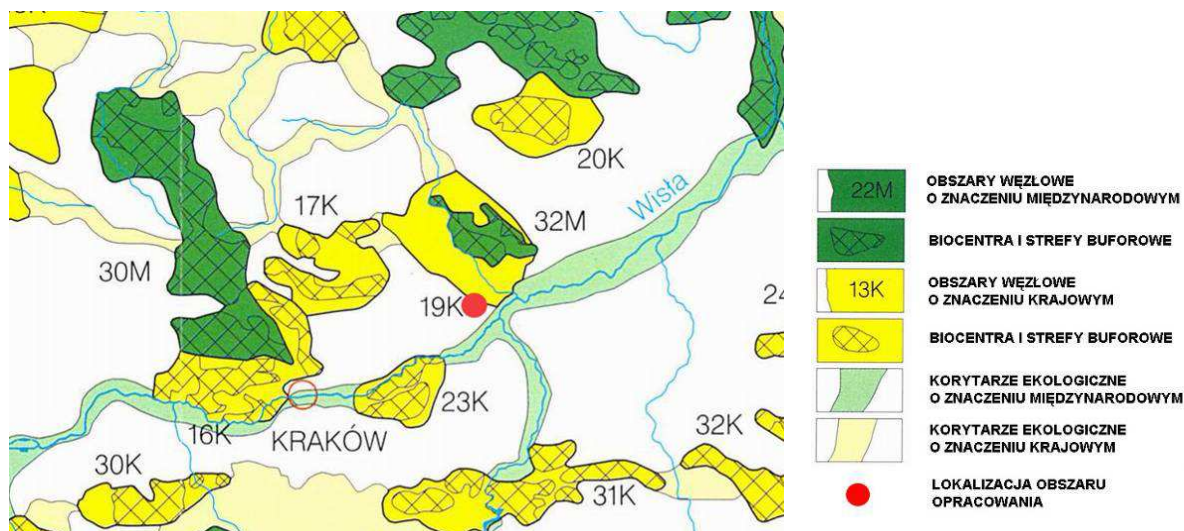 20K
Wisła
17K
32M
30M
19K
23K
16K
KRAKÓW
32K
30K
31K
22M
OBSZARY WĘZŁOWE
O ZNACZENIU MIĘDZYNARODOWYM
BIOCENTRA I STREFY BUFOROWE
13K
OBSZARY WĘZŁOWE
O ZNACZENIU KRAJOWYM
BIOCENTRA I STREFY BUFOROWE
KORYTARZE EKOLOGICZNE
O ZNACZENIU MIĘDZYNARODOWYM
KORYTARZE EKOLOGICZNE
O ZNACZENIU KRAJOWYM
LOKALIZACJA OBSZARU
OPRACOWANIA